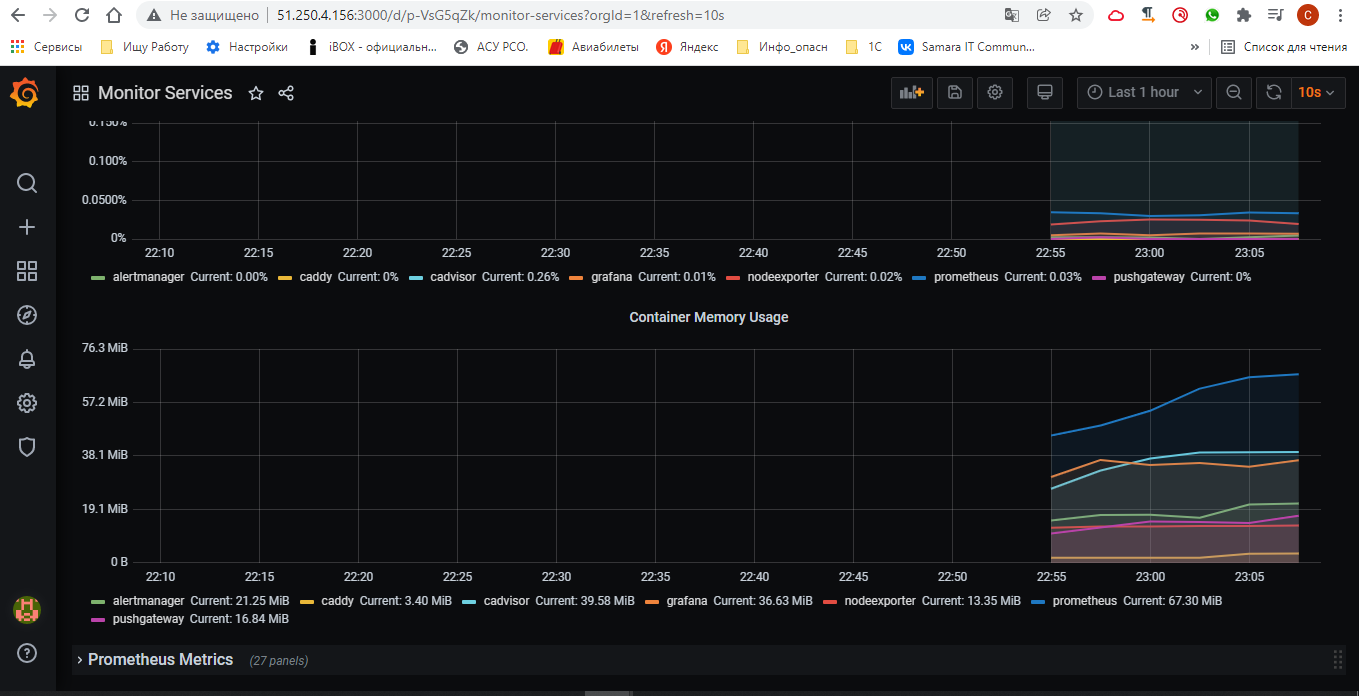 Не защищено 51.250.4.156:3000/d/p-VsG5qZk/monitor-services?orgId=1&refresh=10s
Сервисы Ищу Работу Настройки iBOX - официальн... АСУ РСО. Авиабилеты Яндекс Инфо_опасн 1С Samara IT Commun... » Список для чтения
Monitor Services Last 1 hour 10s
0.150%
0.100%
0.0500%
0%
22:10 22:15 22:20 22:25 22:30 22:35 22:40 22:45 22:50 22:55 23:00 23:05
alertmanager Current: 0.00% caddy Current: 0% cadvisor Current: 0.26% grafana Current: 0.01% nodeexporter Current: 0.02% prometheus Current: 0.03% pushgateway Current: 0%
Container Memory Usage
76.3 MiB
57.2 MiB
38.1 MiB
19.1 MiB
0 B
22:10 22:15 22:20 22:25 22:30 22:35 22:40 22:45 22:50 22:55 23:00 23:05
alertmanager Current: 21.25 MiB caddy Current: 3.40 MiB cadvisor Current: 39.58 MiB grafana Current: 36.63 MiB nodeexporter Current: 13.35 MiB prometheus Current: 67.30 MiB
pushgateway Current: 16.84 MiB
Prometheus Metrics (27 panels)